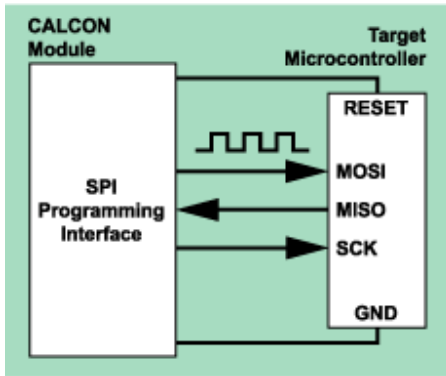 CALCON
Module
Target
Microcontroller
RESET
SPI
Programming
Interface
MOSI
MISO
SCK
GND